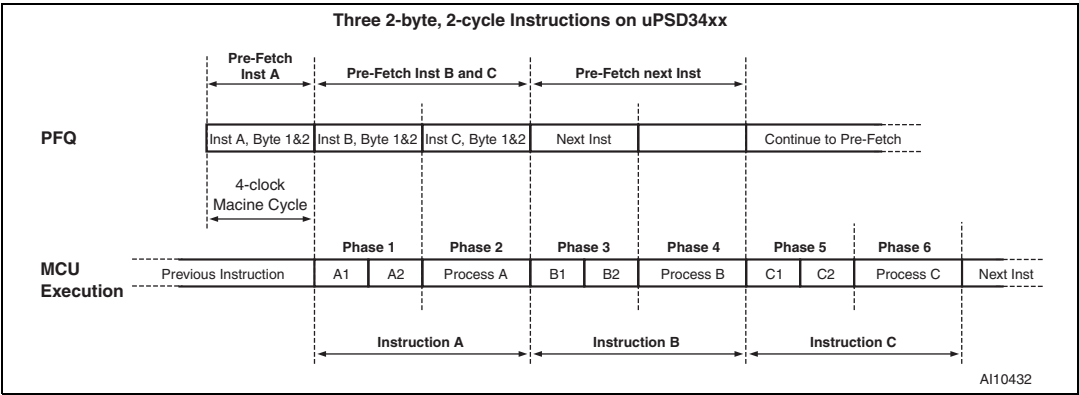 Three 2-byte, 2-cycle Instructions on uPSD34xx
Pre-Fetch
Inst A
Pre-Fetch Inst B and C
Pre-Fetch next Inst
PFQ
Inst A, Byte 1&2
Inst B, Byte 1&2
Inst C, Byte 1&2
Next Inst
Continue to Pre-Fetch
4-clock
Macine Cycle
Phase 1
Phase 2
Phase 3
Phase 4
Phase 5
Phase 6
MCU
Execution
Previous Instruction
A1
A2
Process A
B1
B2
Process B
C1
C2
Process C
Next Inst
Instruction A
Instruction B
Instruction C
AI10432